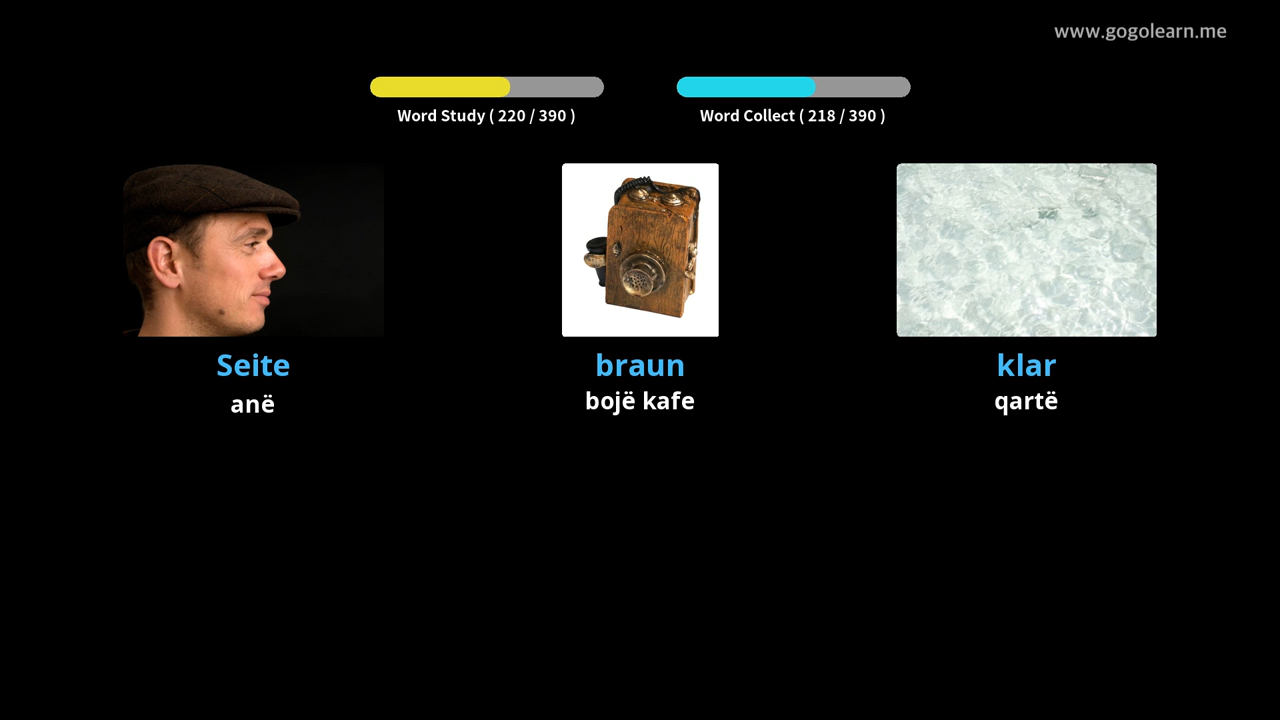 www.gogolearn.me
Word Study ( 220 / 390 )
Word Collect ( 218 / 390 )
Seite
braun
klar
anë
bojë kafe
qartë